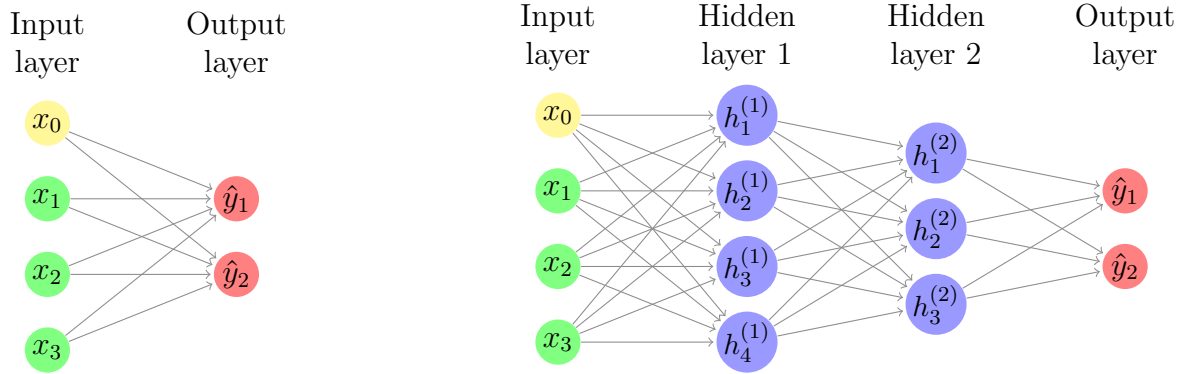 Input
layer
Output
layer
x₀
x₁
x₂
x₃
ŷ₁
ŷ₂
Input
layer
Hidden
layer 1
Hidden
layer 2
Output
layer
x₀
x₁
x₂
x₃
h₁⁽¹⁾
h₂⁽¹⁾
h₃⁽¹⁾
h₄⁽¹⁾
h₁⁽²⁾
h₂⁽²⁾
h₃⁽²⁾
ŷ₁
ŷ₂